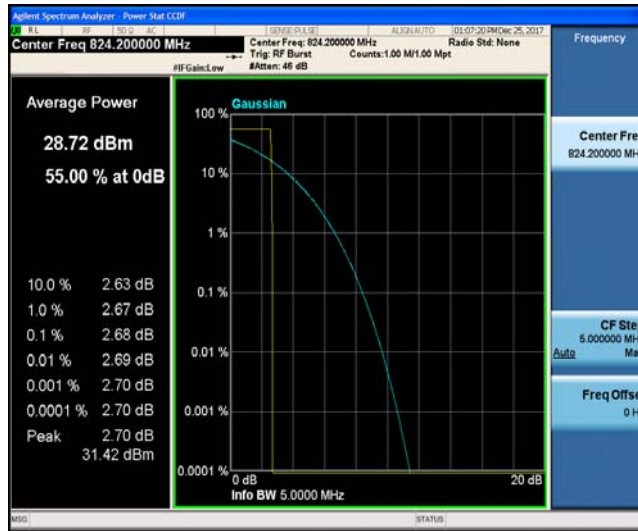 Agilent Spectrum Analyzer - Power Stat CCDF
RL RF 50 Ω AC SENSE:PULSE ALIGN AUTO 01:07:20 PM Dec 25, 2017
Center Freq 824.200000 MHz
Center Freq: 824.200000 MHz Radio Std: None
Trig: RF Burst Counts:1.00 M/1.00 Mpt
#IFGain:Low #Atten: 46 dB
Frequency
Average Power
28.72 dBm
55.00 % at 0dB
10.0 % 2.63 dB
1.0 % 2.67 dB
0.1 % 2.68 dB
0.01 % 2.69 dB
0.001 % 2.70 dB
0.0001 % 2.70 dB
Peak 2.70 dB
31.42 dBm
Gaussian
100 %
10 %
1 %
0.1 %
0.01 %
0.001 %
0.0001 %
0 dB 20 dB
Info BW 5.0000 MHz
Center Fre
824.200000 MH
CF Ste
5.000000 MH
Auto Ma
Freq Offse
0 H
MSG STATUS